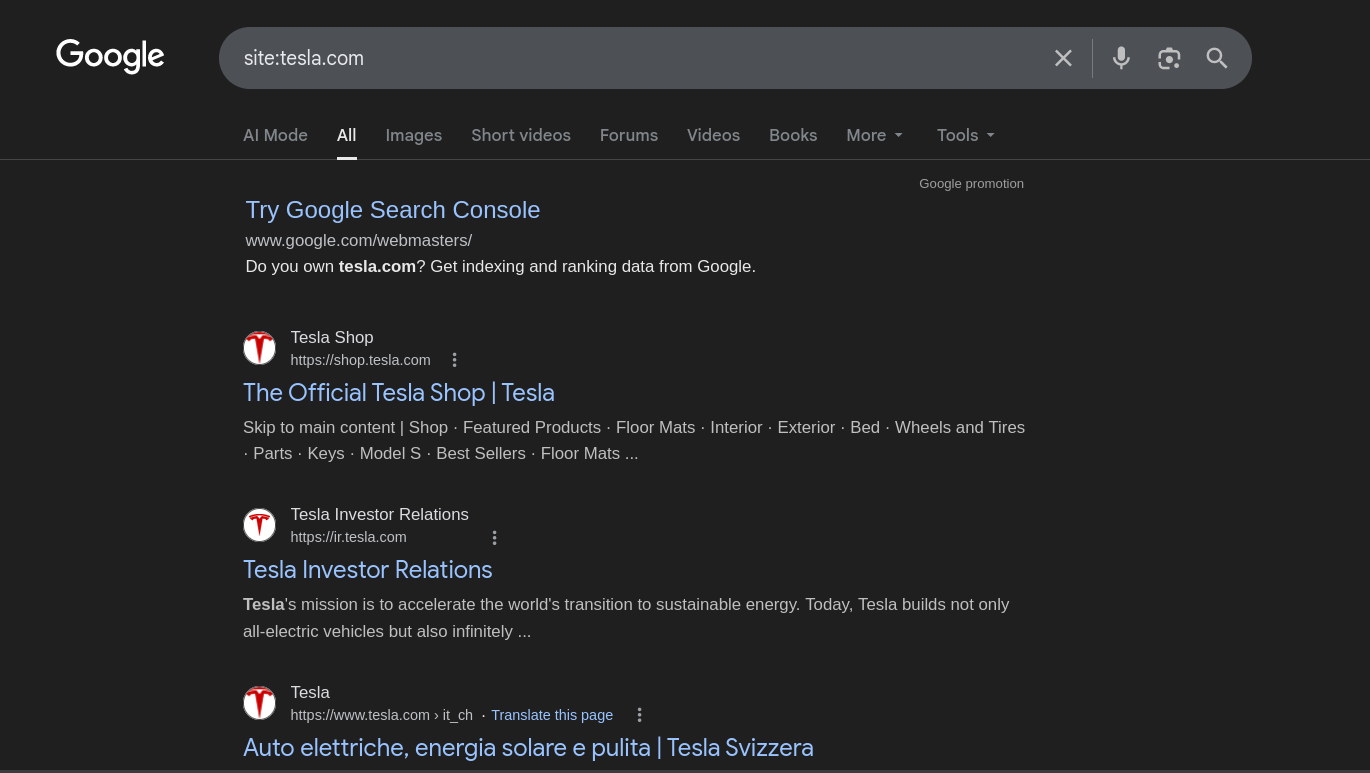 Google
site:tesla.com
AI Mode All Images Short videos Forums Videos Books More Tools
Google promotion
Try Google Search Console
www.google.com/webmasters/
Do you own tesla.com? Get indexing and ranking data from Google.
Tesla Shop
https://shop.tesla.com
The Official Tesla Shop | Tesla
Skip to main content | Shop · Featured Products · Floor Mats · Interior · Exterior · Bed · Wheels and Tires
· Parts · Keys · Model S · Best Sellers · Floor Mats ...
Tesla Investor Relations
https://ir.tesla.com
Tesla Investor Relations
Tesla's mission is to accelerate the world's transition to sustainable energy. Today, Tesla builds not only
all-electric vehicles but also infinitely ...
Tesla
https://www.tesla.com › it_ch · Translate this page
Auto elettriche, energia solare e pulita | Tesla Svizzera